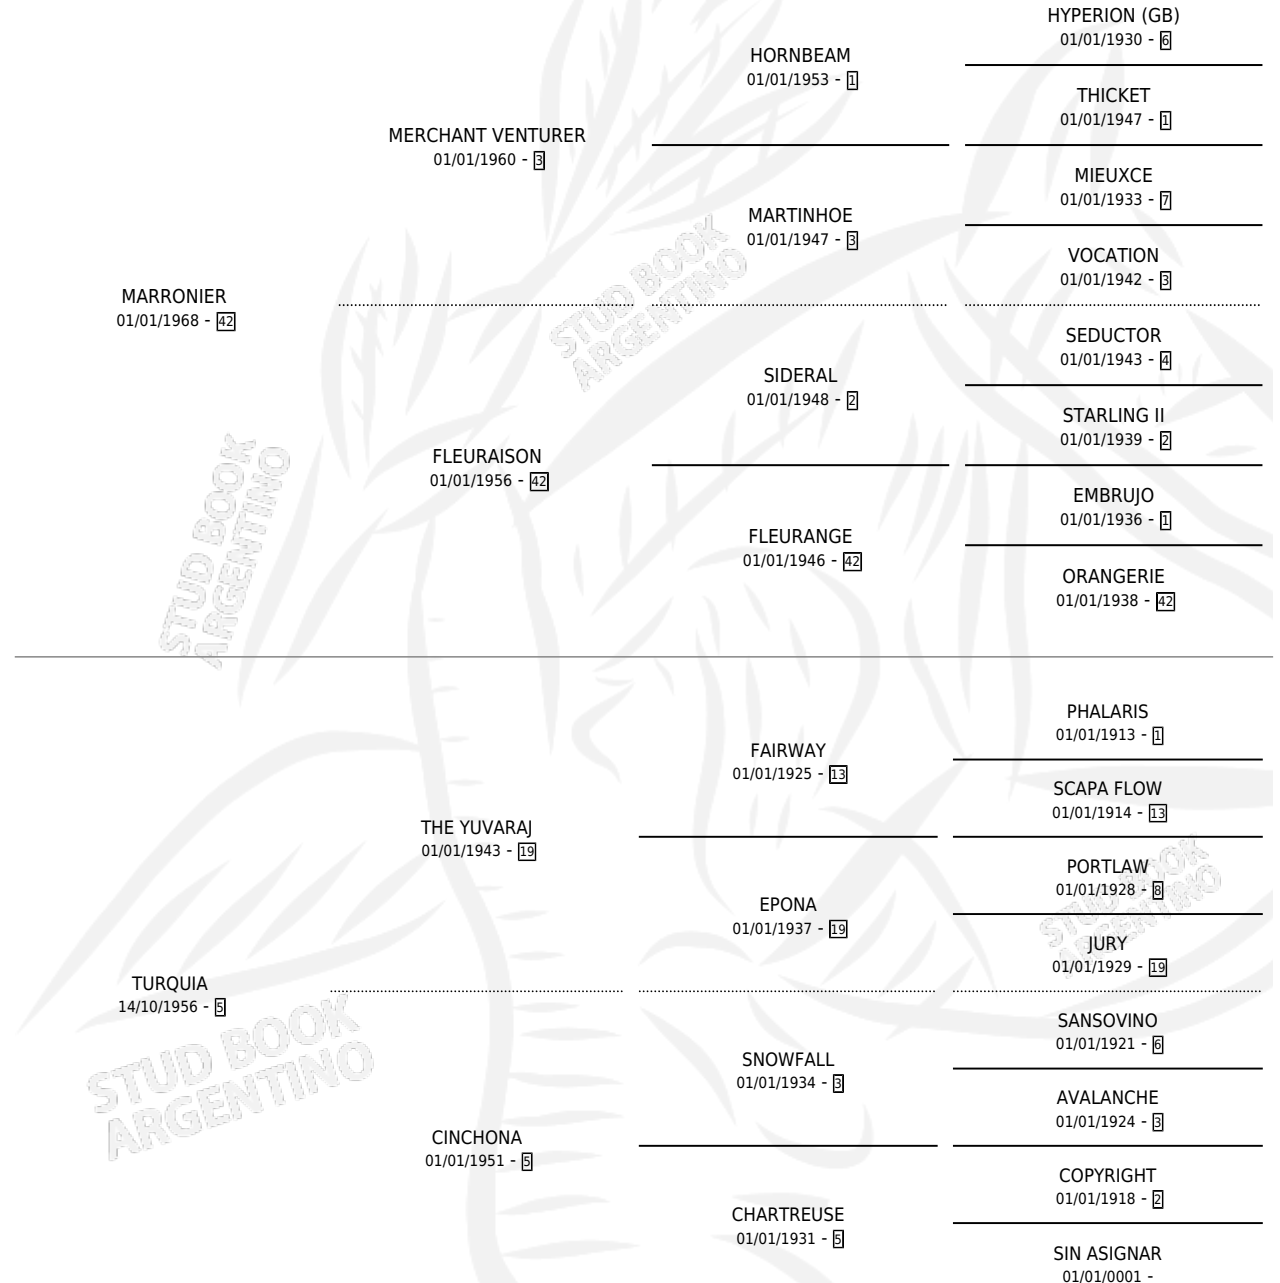 HYPERION (GB)
01/01/1930 - 6
HORNBEAM
01/01/1953 - 1
THICKET
01/01/1947 - 1
MERCHANT VENTURER
01/01/1960 - 3
MIEUXCE
01/01/1933 - 7
MARTINHOE
01/01/1947 - 3
VOCATION
01/01/1942 - 3
MARRONIER
01/01/1968 - 42
SEDUCTOR
01/01/1943 - 4
SIDERAL
01/01/1948 - 2
STARLING II
01/01/1939 - 2
FLEURAISON
01/01/1956 - 42
EMBRUJO
01/01/1936 - 1
FLEURANGE
01/01/1946 - 42
ORANGERIE
01/01/1938 - 42
PHALARIS
01/01/1913 - 1
FAIRWAY
01/01/1925 - 13
SCAPA FLOW
01/01/1914 - 13
THE YUVARAJ
01/01/1943 - 19
PORTLAW
01/01/1928 - 8
EPONA
01/01/1937 - 19
JURY
01/01/1929 - 19
TURQUIA
14/10/1956 - 5
SANSOVINO
01/01/1921 - 6
SNOWFALL
01/01/1934 - 3
AVALANCHE
01/01/1924 - 3
CINCHONA
01/01/1951 - 5
COPYRIGHT
01/01/1918 - 2
CHARTREUSE
01/01/1931 - 5
SIN ASIGNAR
01/01/0001 -
STUD BOOK
ARGENTINO
STUD BOOK
ARGENTINO
STUD BOOK
ARGENTINO
STUD BOOK
ARGENTINO